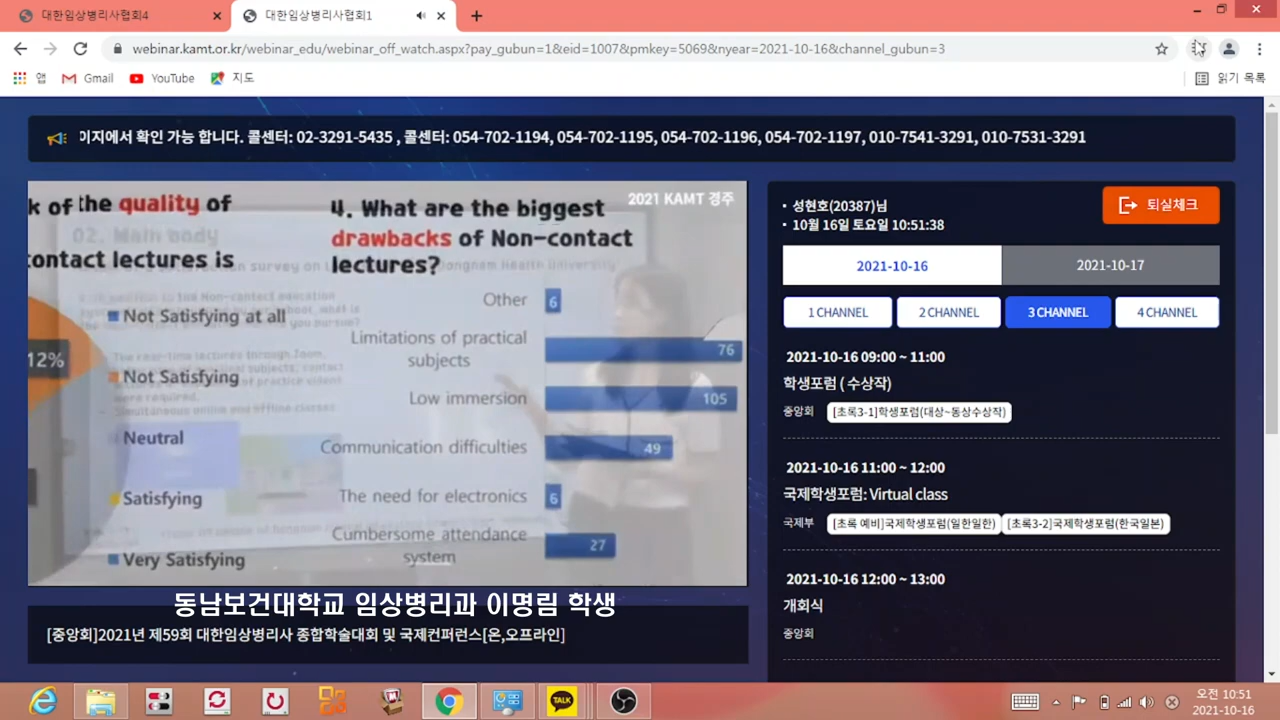 대한임상병리사협회4
대한임상병리사협회1
webinar.kamt.or.kr/webinar_edu/webinar_off_watch.aspx?pay_gubun=1&eid=1007&pmkey=5069&nyear=2021-10-16&channel_gubun=3
앱
Gmail
YouTube
지도
읽기 목록
이지에서 확인 가능 합니다. 콜센터: 02-3291-5435 , 콜센터: 054-702-1194, 054-702-1195, 054-702-1196, 054-702-1197, 010-7541-3291, 010-7531-3291
2021 KAMT 경주
k of the quality of
contact lectures is
12%
Not Satisfying at all
Not Satisfying
Neutral
Satisfying
Very Satisfying
02. Main body
4. What are the biggest
drawbacks of Non-contact
lectures?
Other 6
Limitations of practical
subjects 76
Low immersion 105
Communication difficulties 49
The need for electronics 6
Cumbersome attendance
system 27
동남보건대학교 임상병리과 이명림 학생
[중앙회]2021년 제59회 대한임상병리사 종합학술대회 및 국제컨퍼런스[온,오프라인]
성현호(20387)님
10월 16일 토요일 10:51:38
퇴실체크
2021-10-16
2021-10-17
1 CHANNEL
2 CHANNEL
3 CHANNEL
4 CHANNEL
2021-10-16 09:00 ~ 11:00
학생포럼 ( 수상작)
중앙회 [초록3-1]학생포럼(대상~동상수상작)
2021-10-16 11:00 ~ 12:00
국제학생포럼: Virtual class
국제부 [초록 예비]국제학생포럼(일한일한) [초록3-2]국제학생포럼(한국일본)
2021-10-16 12:00 ~ 13:00
개회식
중앙회
TALK
오전 10:51
2021-10-16